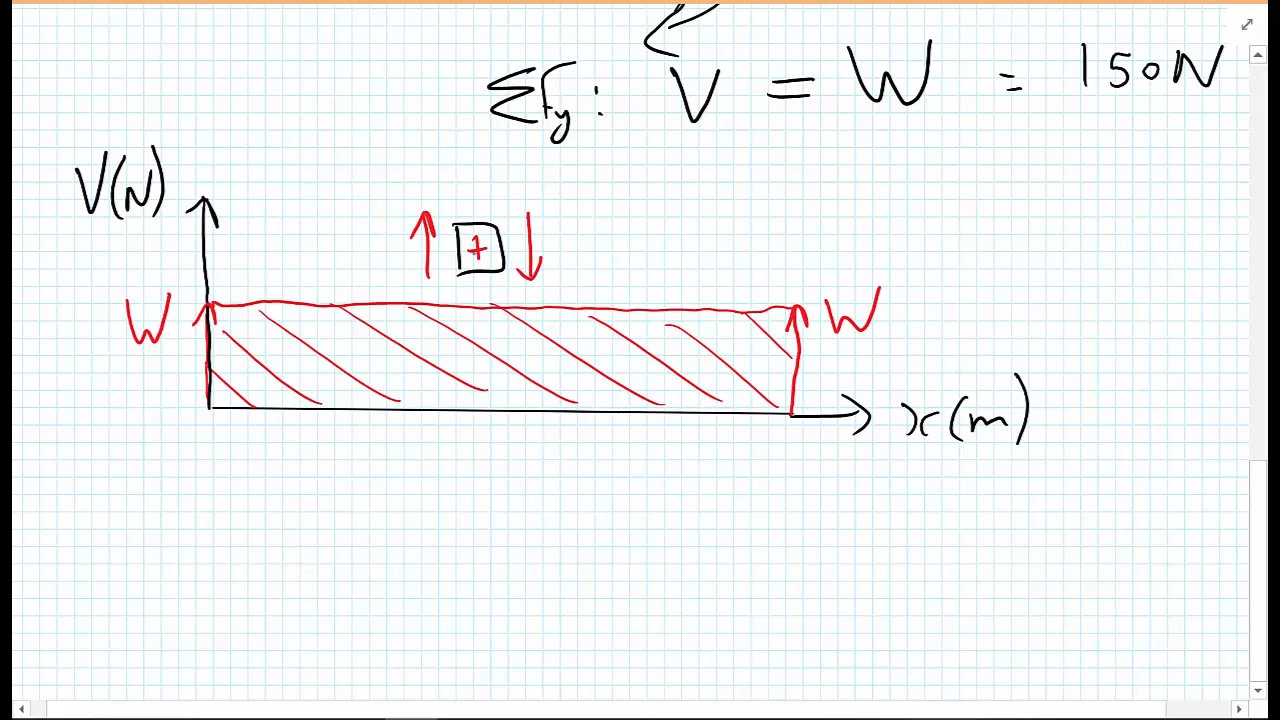 ΣFy: V = W = 150N
V(N)
+
W W
x(m)